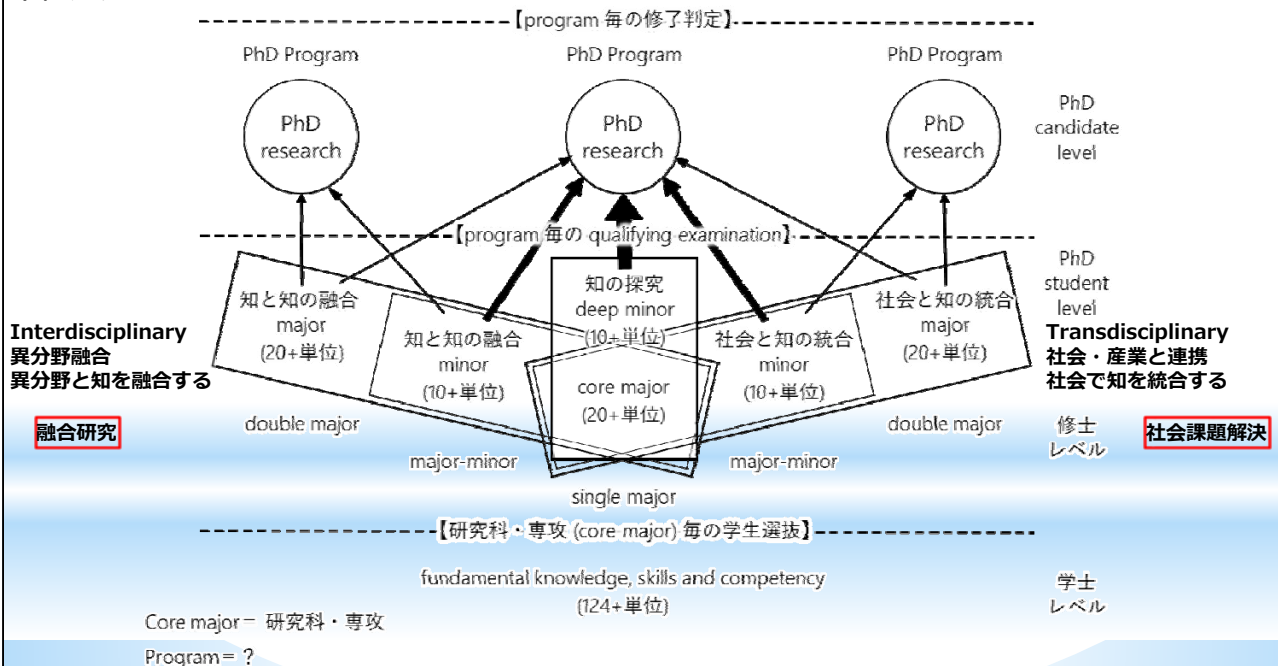 【program 毎の修了判定】
PhD Program
PhD Program
PhD Program
PhD
research
PhD
research
PhD
research
PhD
candidate
level
【program 毎の qualifying examination】
PhD
student
level
知と知の融合
major
(20+単位)
知と知の融合
minor
(10+単位)
知の探究
deep minor
(10+単位)
core major
(20+単位)
社会と知の統合
minor
(10+単位)
社会と知の統合
major
(20+単位)
Interdisciplinary
異分野融合
異分野と知を融合する
Transdisciplinary
社会・産業と連携
社会で知を統合する
融合研究
double major
major-minor
single major
major-minor
double major
修士
レベル
社会課題解決
【研究科・専攻 (core major) 毎の学生選抜】
fundamental knowledge, skills and competency
(124+単位)
学士
レベル
Core major = 研究科・専攻
Program = ?